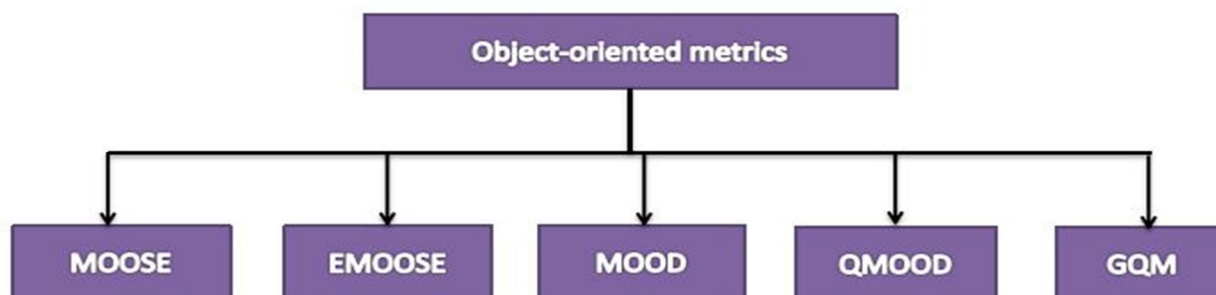 Object-oriented metrics
MOOSE
EMOOSE
MOOD
QMOOD
GQM